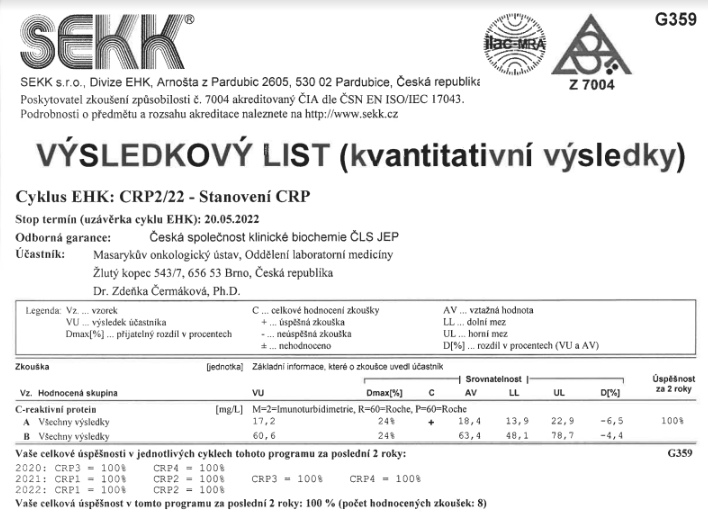 SEKK®
ilac-MRA
G359
Z 7004
SEKK s.r.o., Divize EHK, Arnošta z Pardubic 2605, 530 02 Pardubice, Česká republika
Poskytovatel zkoušení způsobilosti č. 7004 akreditovaný ČIA dle ČSN EN ISO/IEC 17043.
Podrobnosti o předmětu a rozsahu akreditace naleznete na http://www.sekk.cz
VÝSLEDKOVÝ LIST (kvantitativní výsledky)
Cyklus EHK: CRP2/22 - Stanovení CRP
Stop termín (uzávěrka cyklu EHK): 20.05.2022
Odborná garance: Česká společnost klinické biochemie ČLS JEP
Účastník: Masarykův onkologický ústav, Oddělení laboratorní medicíny
Žlutý kopec 543/7, 656 53 Brno, Česká republika
Dr. Zdeňka Čermáková, Ph.D.
Legenda: Vz. ... vzorek C ... celkové hodnocení zkoušky AV ... vztažná hodnota
VU ... výsledek účastníka + ... úspěšná zkouška LL ... dolní mez
Dmax[%] ... přijatelný rozdíl v procentech - ... neúspěšná zkouška UL ... horní mez
± ... nehodnoceno D[%] ... rozdíl v procentech (VU a AV)
Zkouška [jednotka] Základní informace, které o zkoušce uvedl účastník Srovnatelnost Úspěšnost
Vz. Hodnocená skupina VU Dmax[%] C AV LL UL D[%] za 2 roky
C-reaktivní protein [mg/L] M=2=Imunoturbidimetrie, R=60=Roche, P=60=Roche
A Všechny výsledky 17,2 24% + 18,4 13,9 22,9 -6,5 100%
B Všechny výsledky 60,6 24% 63,4 48,1 78,7 -4,4
Vaše celkové úspěšnosti v jednotlivých cyklech tohoto programu za poslední 2 roky: G359
2020: CRP3 = 100% CRP4 = 100%
2021: CRP1 = 100% CRP2 = 100% CRP3 = 100% CRP4 = 100%
2022: CRP1 = 100% CRP2 = 100%
Vaše celková úspěšnost v tomto programu za poslední 2 roky: 100 % (počet hodnocených zkoušek: 8)